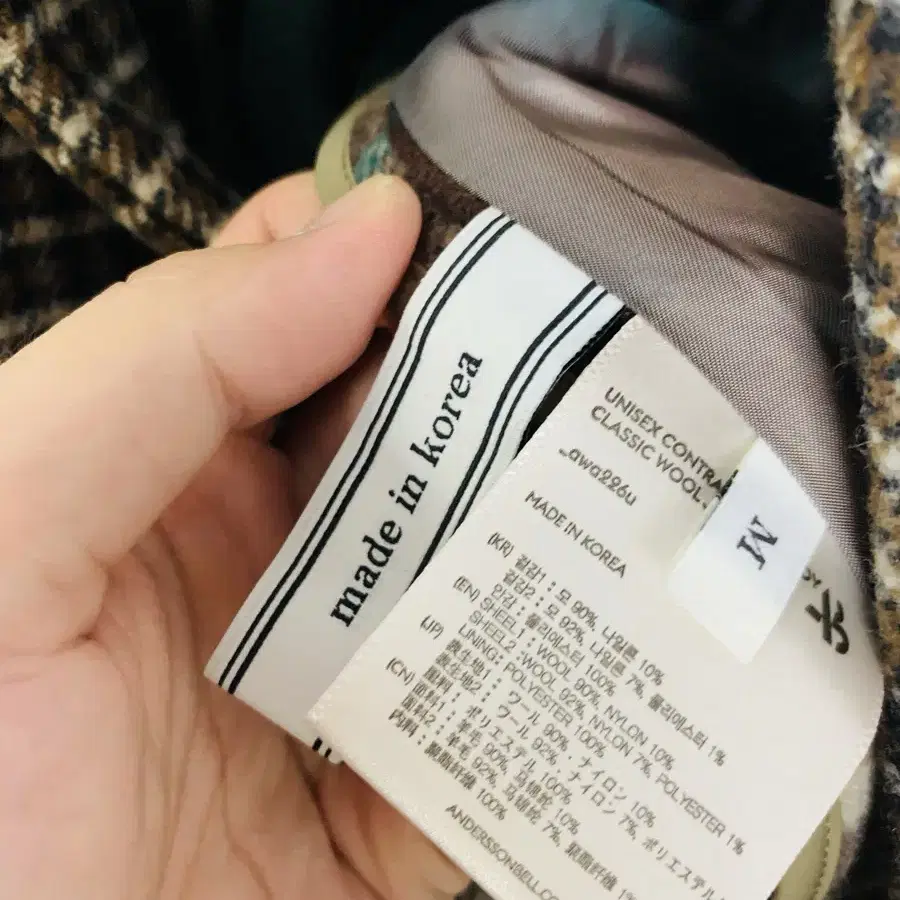 made in korea
UNISEX CONTRA
CLASSIC WOOL
_awa226u
M
MADE IN KOREA
(KR) 겉감1 : 모 90%, 나일론 10%
겉감2 : 모 92%, 나일론 7%, 폴리에스터 1%
안감 : 폴리에스터 100%
(EN) SHEEL1 : WOOL 90%, NYLON 10%
SHEEL2 : WOOL 92%, NYLON 7%, POLYESTER 1%
LINING: POLYESTER 100%
(JP) 表生地1 : ウール 90%、ナイロン 10%
表生地2 : ウール 92%、ナイロン 7%、ポリエステル
裏料 : ポリエステル 100%
(CN) 面料1 : 羊毛 90%, 马锦蛇 10%
面料2 : 羊毛 92%, 马锦蛇 7%, 聚酯纤维 1%
内料 : 聚酯纤维 100%
ANDERSSONBELL.CO